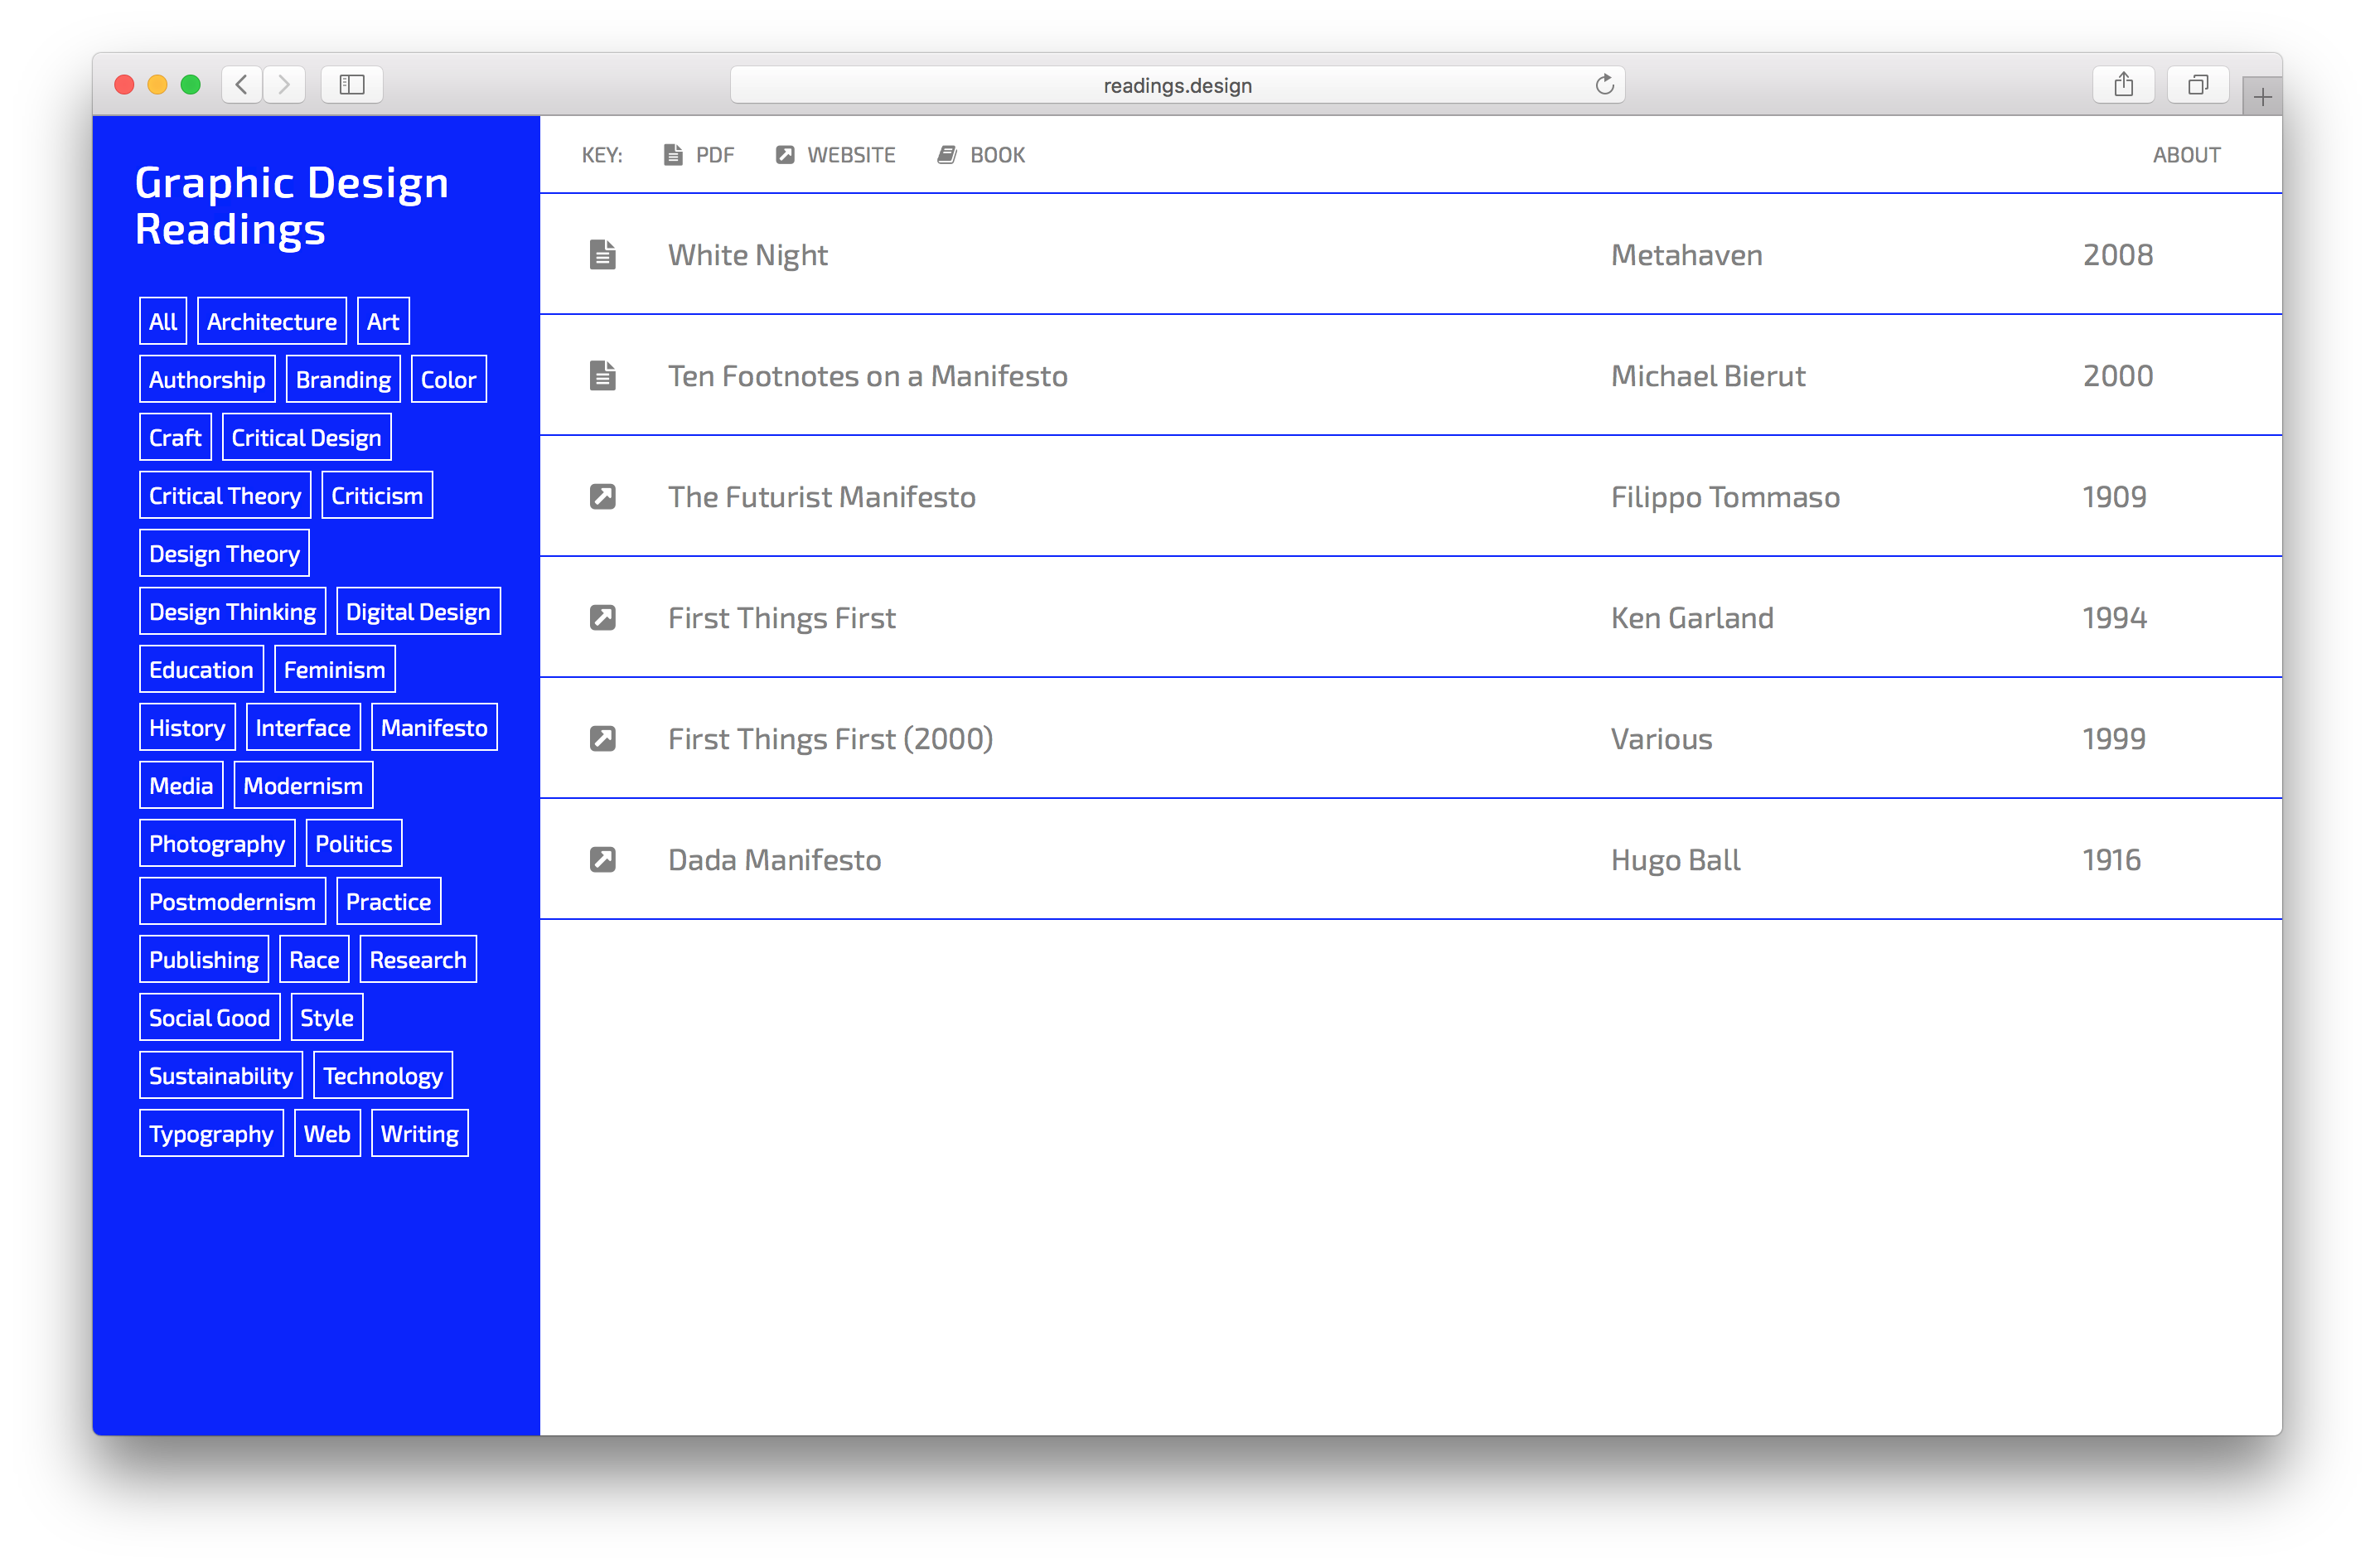 readings.design
Graphic Design
Readings
All Architecture Art
Authorship Branding Color
Craft Critical Design
Critical Theory Criticism
Design Theory
Design Thinking Digital Design
Education Feminism
History Interface Manifesto
Media Modernism
Photography Politics
Postmodernism Practice
Publishing Race Research
Social Good Style
Sustainability Technology
Typography Web Writing
KEY: PDF WEBSITE BOOK ABOUT
White Night Metahaven 2008
Ten Footnotes on a Manifesto Michael Bierut 2000
The Futurist Manifesto Filippo Tommaso 1909
First Things First Ken Garland 1994
First Things First (2000) Various 1999
Dada Manifesto Hugo Ball 1916